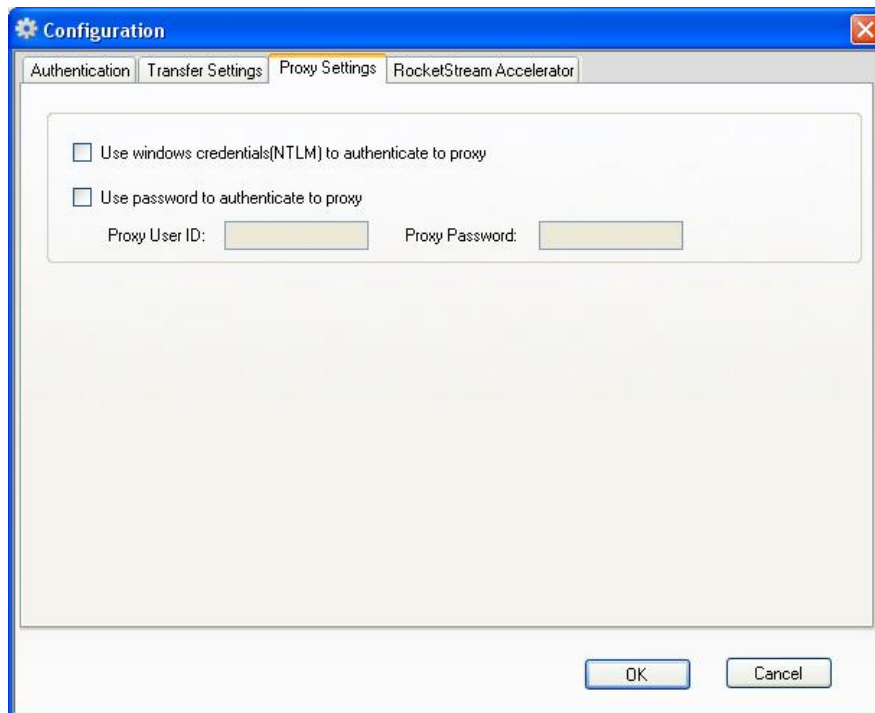 Configuration
Authentication Transfer Settings Proxy Settings RocketStream Accelerator
Use windows credentials(NTLM) to authenticate to proxy
Use password to authenticate to proxy
Proxy User ID: Proxy Password:
OK Cancel